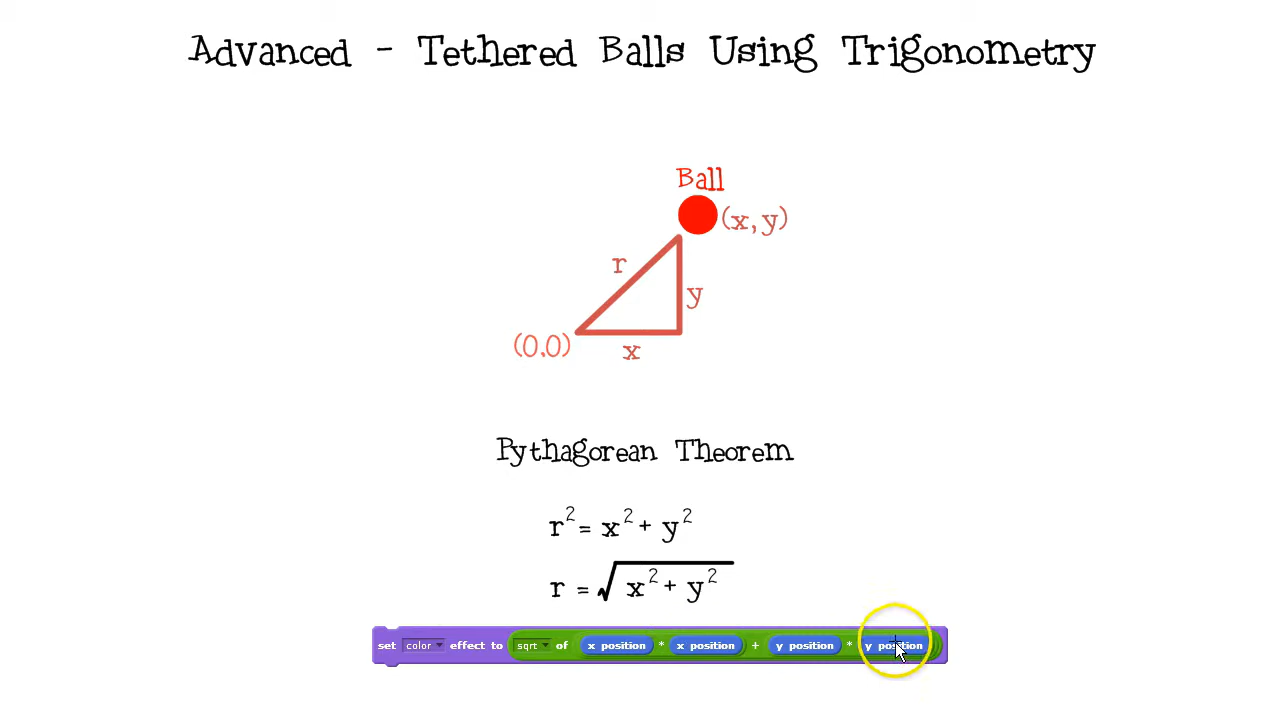 Advanced - Tethered Balls Using Trigonometry
Ball
(x,y)
r
y
(0,0)
x
Pythagorean Theorem
r² = x² + y²
r = √x² + y²
set color effect to sqrt of x position * x position + y position * y position